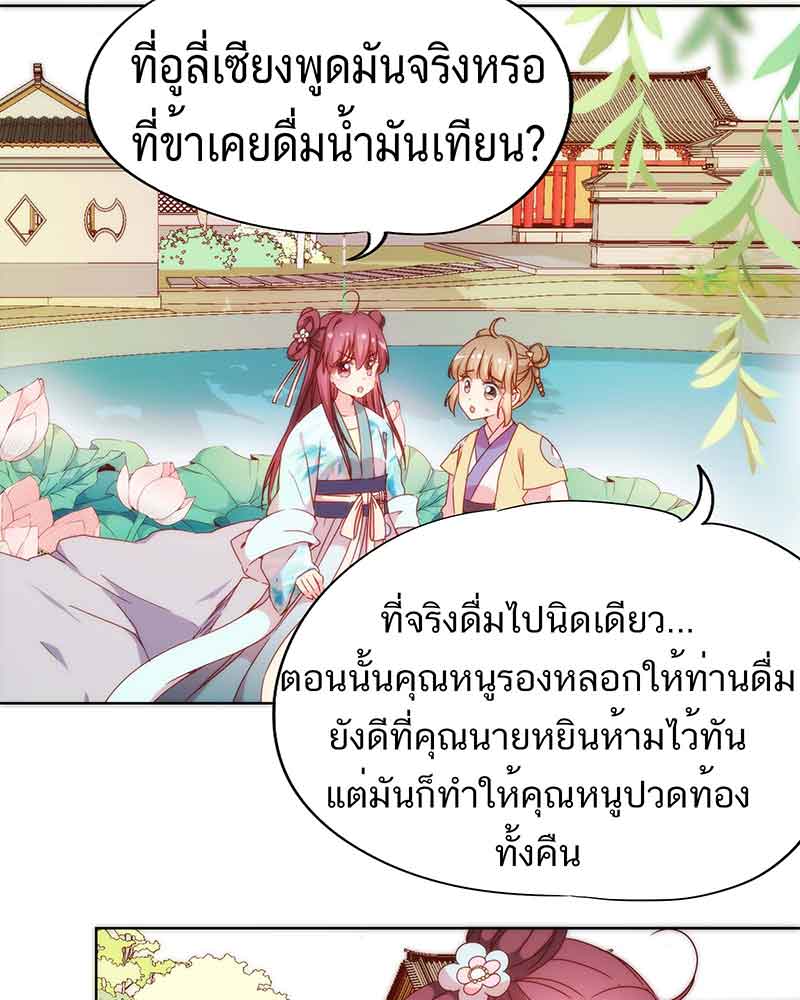 ที่อูลี่เซียงพูดมันจริงหรอ
ที่ข้าเคยดื่มน้ำมันเทียน?
ที่จริงดื่มไปนิดเดียว...
ตอนนั้นคุณหนูรองหลอกให้ท่านดื่ม
ยังดีที่คุณนายหยินห้ามไว้ทัน
แต่มันก็ทำให้คุณหนูปวดท้อง
ทั้งคืน